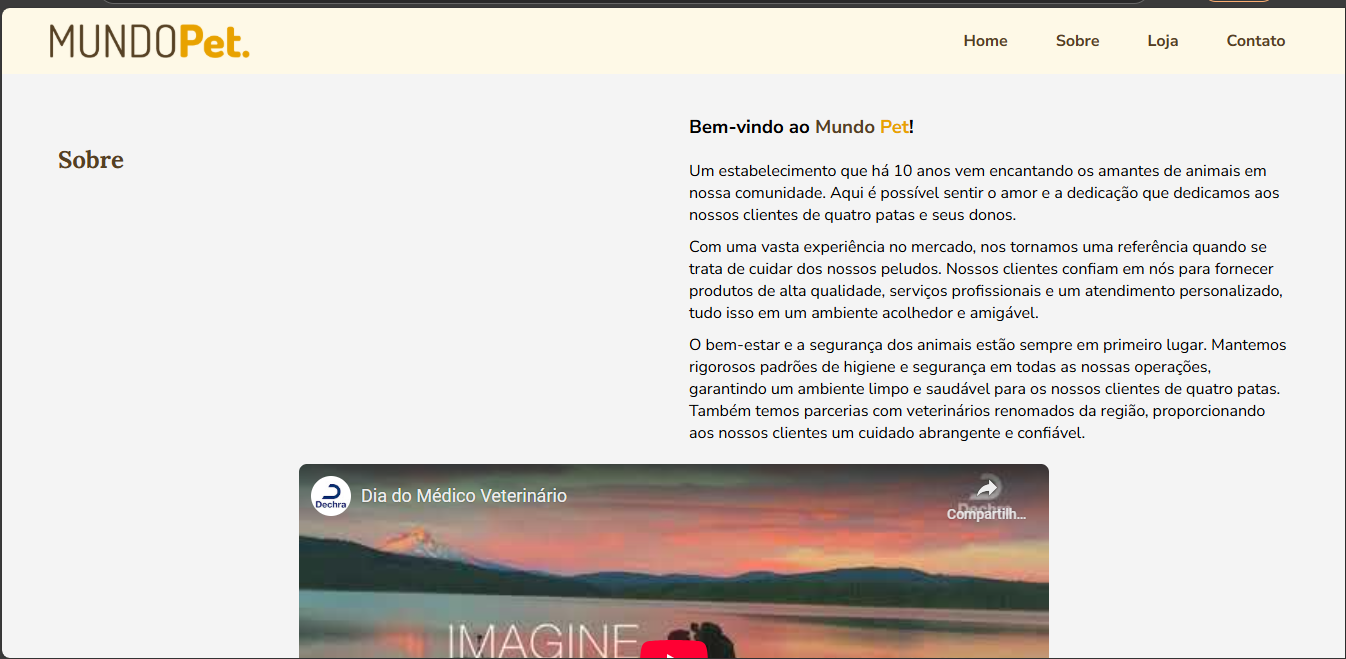 MUNDOPet.
Home Sobre Loja Contato
Sobre
Bem-vindo ao Mundo Pet!
Um estabelecimento que há 10 anos vem encantando os amantes de animais em
nossa comunidade. Aqui é possível sentir o amor e a dedicação que dedicamos aos
nossos clientes de quatro patas e seus donos.
Com uma vasta experiência no mercado, nos tornamos uma referência quando se
trata de cuidar dos nossos peludos. Nossos clientes confiam em nós para fornecer
produtos de alta qualidade, serviços profissionais e um atendimento personalizado,
tudo isso em um ambiente acolhedor e amigável.
O bem-estar e a segurança dos animais estão sempre em primeiro lugar. Mantemos
rigorosos padrões de higiene e segurança em todas as nossas operações,
garantindo um ambiente limpo e saudável para os nossos clientes de quatro patas.
Também temos parcerias com veterinários renomados da região, proporcionando
aos nossos clientes um cuidado abrangente e confiável.
Dechra
Dia do Médico Veterinário
Dechra
Compartilh...
IMAGINE